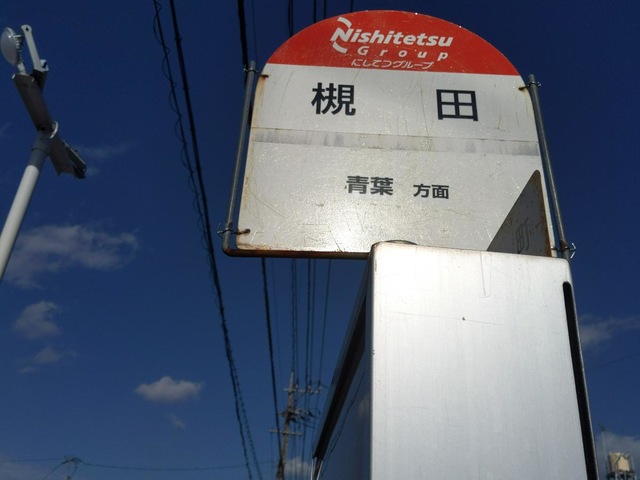 Nishitetsu
Group
にしてつグループ
槻田
青葉 方面